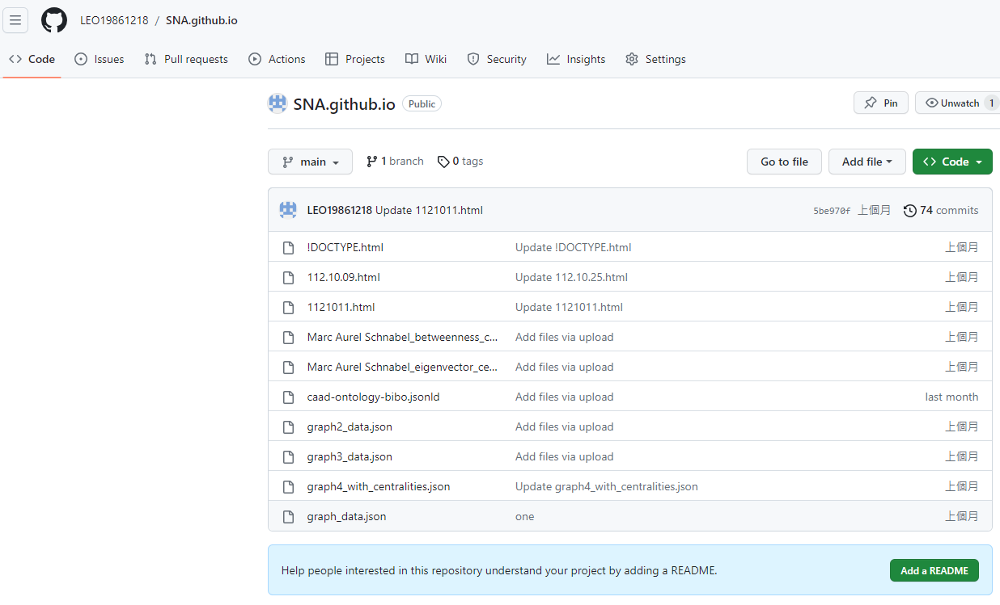 LEO19861218 / SNA.github.io
Code Issues Pull requests Actions Projects Wiki Security Insights Settings
SNA.github.io Public Pin Unwatch 1
main 1 branch 0 tags Go to file Add file Code
LEO19861218 Update 1121011.html 5be970f 上個月 74 commits
!DOCTYPE.html Update !DOCTYPE.html 上個月
112.10.09.html Update 112.10.25.html 上個月
1121011.html Update 1121011.html 上個月
Marc Aurel Schnabel_betweenness_c... Add files via upload 上個月
Marc Aurel Schnabel_eigenvector_ce... Add files via upload 上個月
caad-ontology-bibo.jsonld Add files via upload last month
graph2_data.json Add files via upload 上個月
graph3_data.json Add files via upload 上個月
graph4_with_centralities.json Update graph4_with_centralities.json 上個月
graph_data.json one 上個月
Help people interested in this repository understand your project by adding a README. Add a README